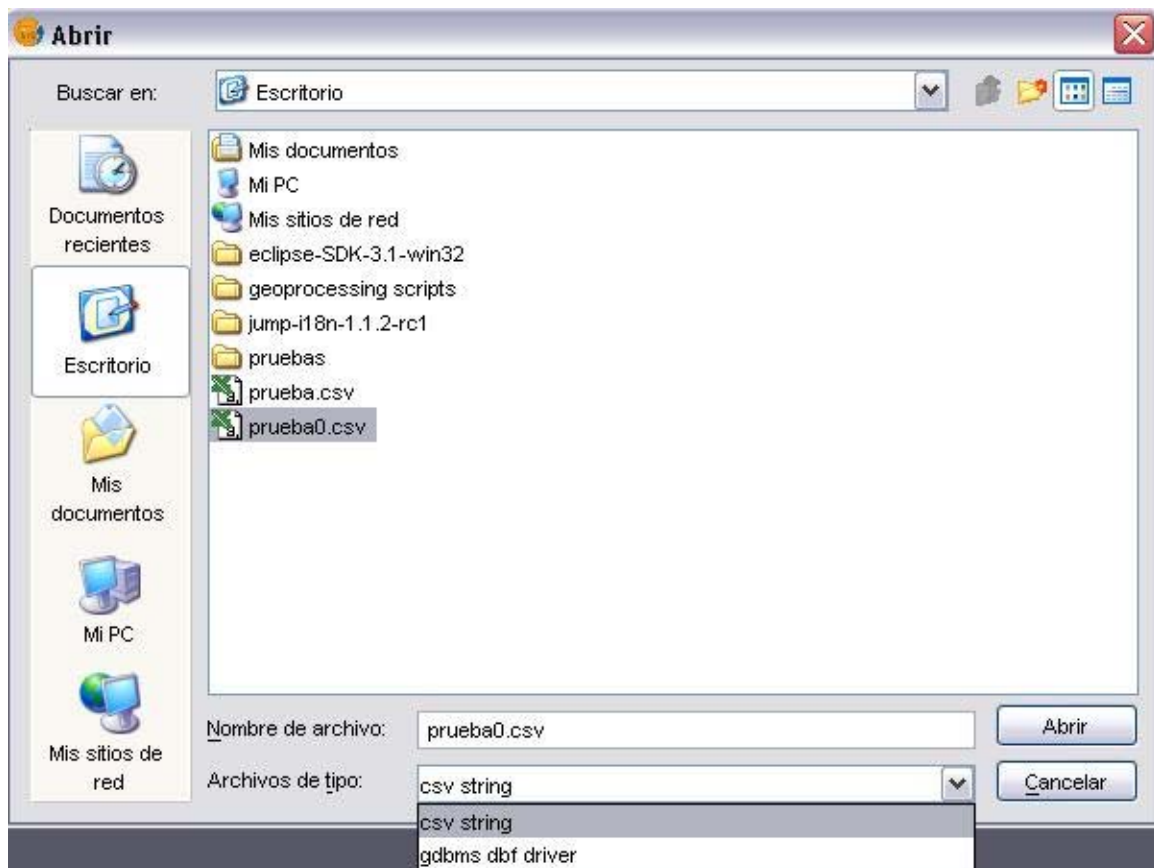 Abrir
Buscar en:
Escritorio
Documentos
recientes
Escritorio
Mis
documentos
Mi PC
Mis sitios de
red
Mis documentos
Mi PC
Mis sitios de red
eclipse-SDK-3.1-win32
geoprocessing scripts
jump-i18n-1.1.2-rc1
pruebas
prueba.csv
prueba0.csv
Nombre de archivo:
prueba0.csv
Abrir
Archivos de tipo:
csv string
Cancelar
csv string
gdbms dbf driver